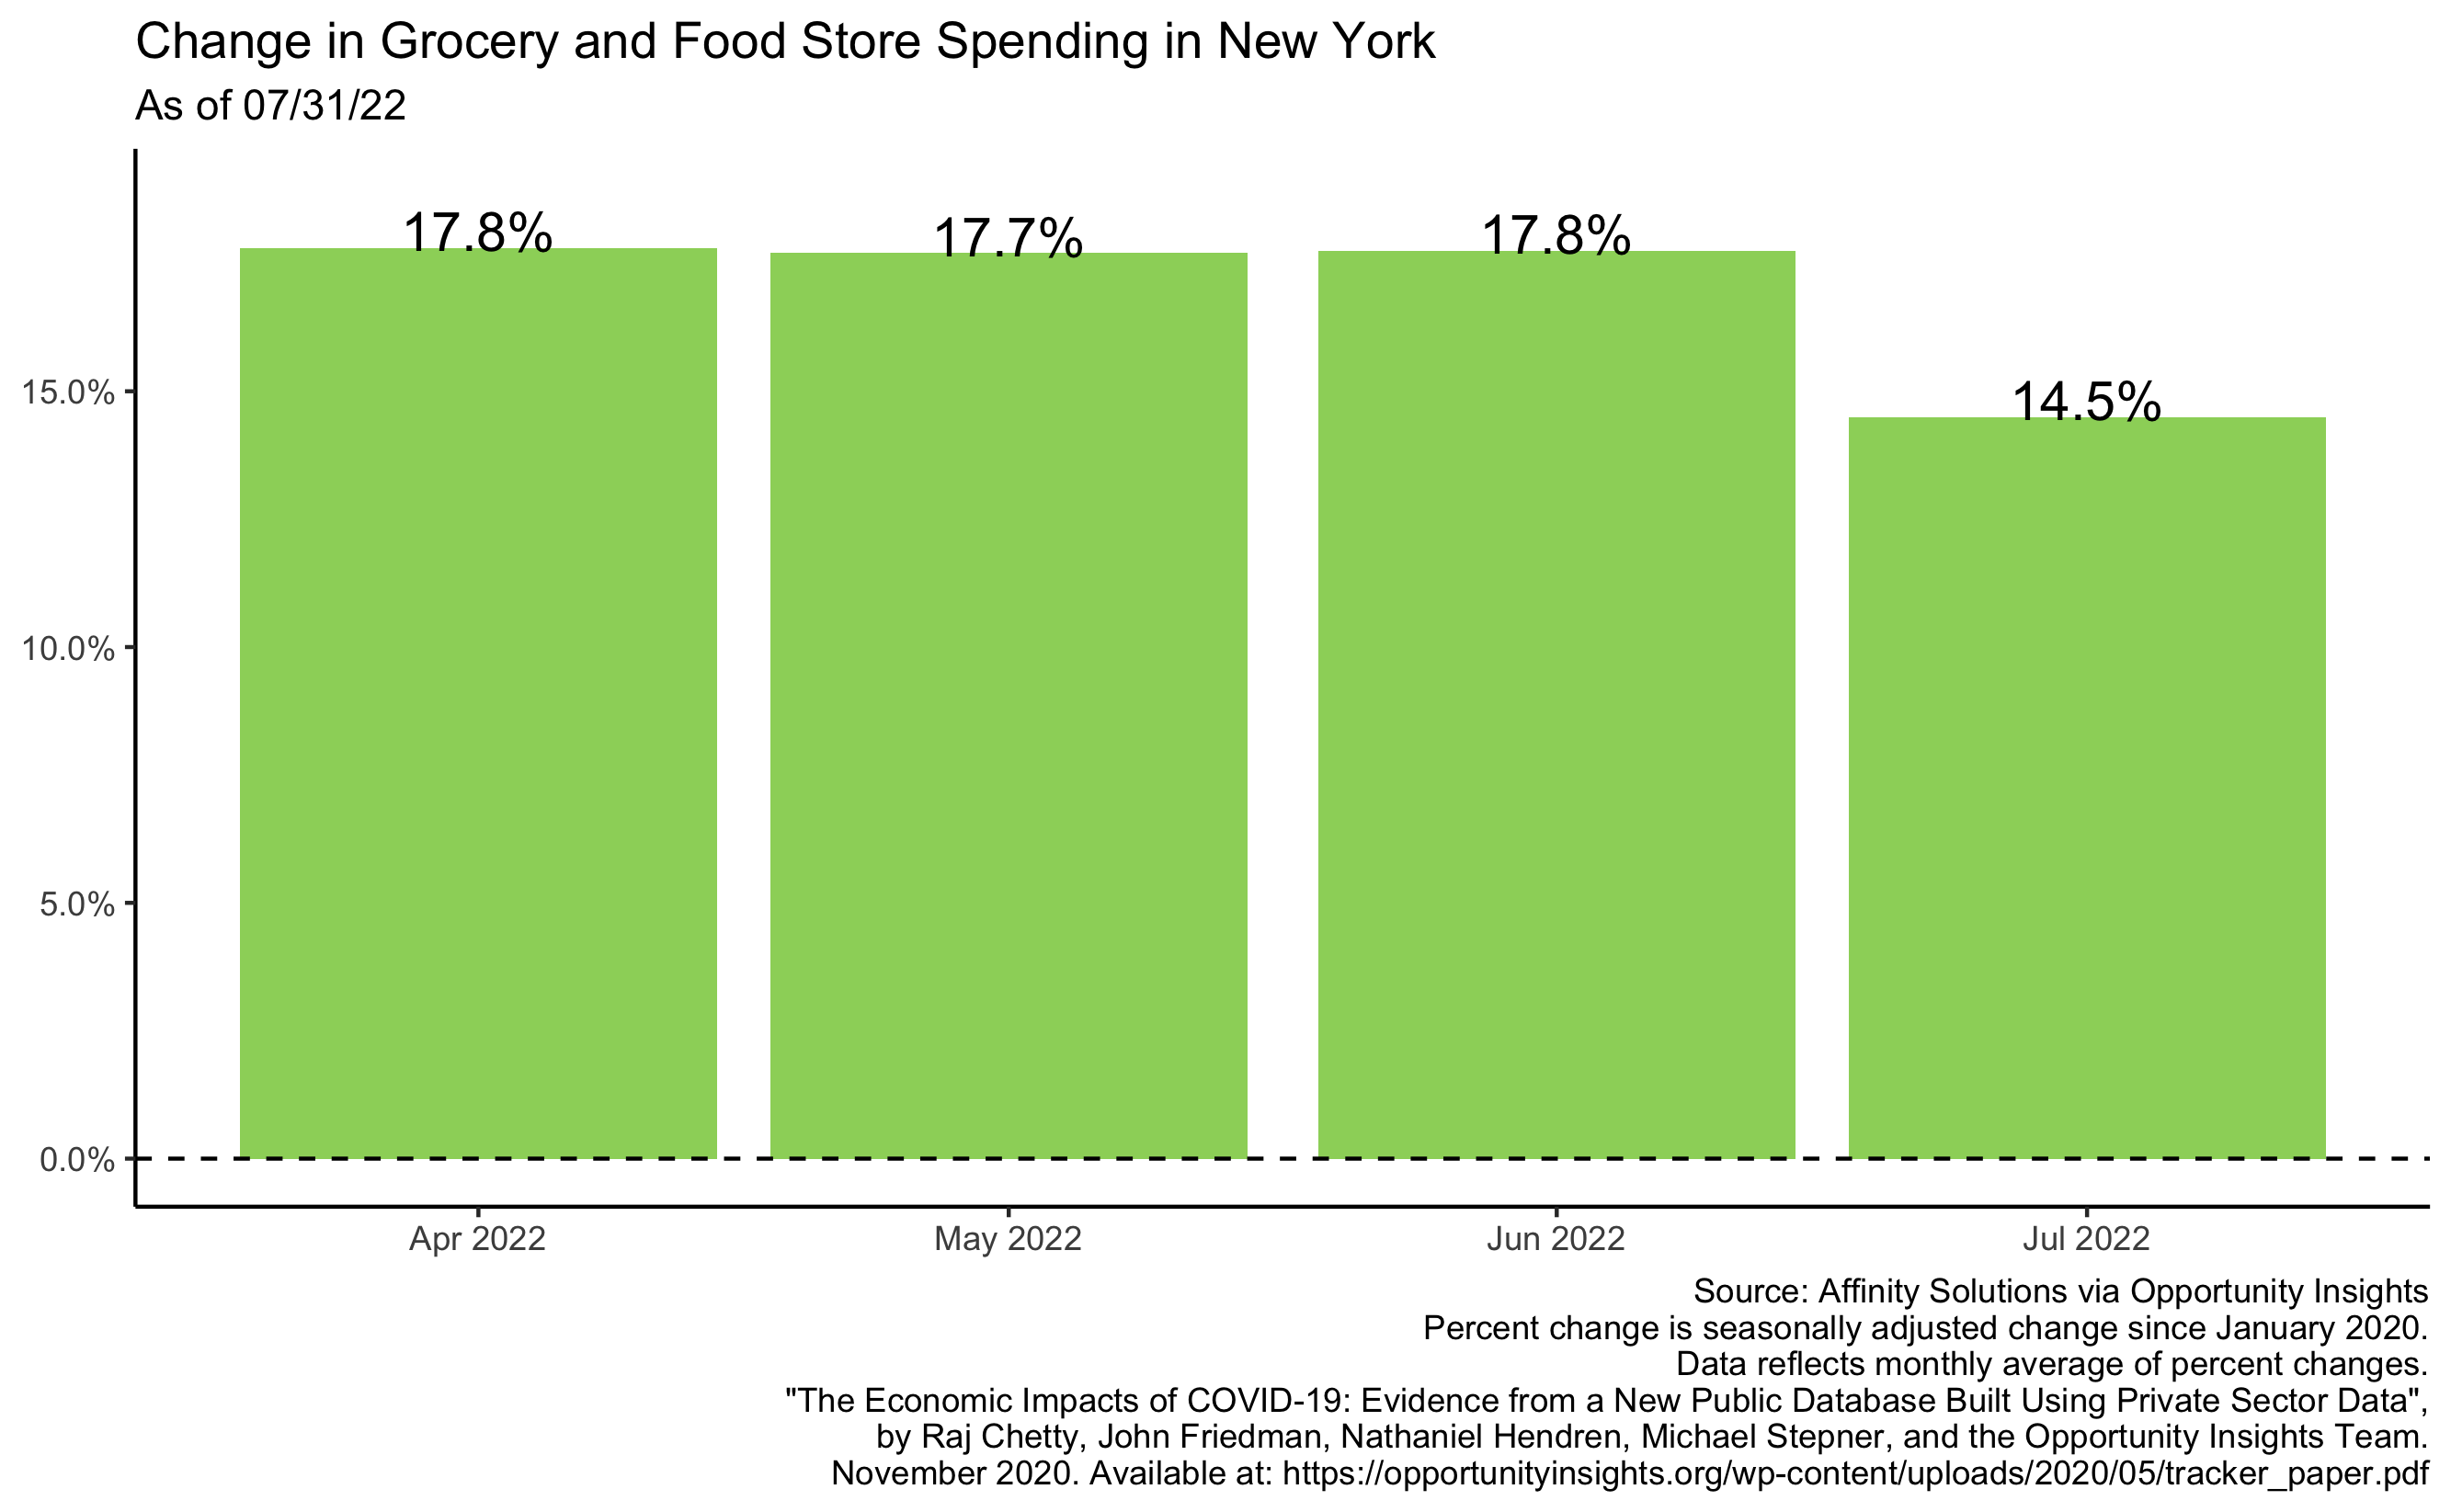 Change in Grocery and Food Store Spending in New York
As of 07/31/22
17.8%
17.7%
17.8%
14.5%
15.0%
10.0%
5.0%
0.0%
Apr 2022
May 2022
Jun 2022
Jul 2022
Source: Affinity Solutions via Opportunity Insights
Percent change is seasonally adjusted change since January 2020.
Data reflects monthly average of percent changes.
"The Economic Impacts of COVID-19: Evidence from a New Public Database Built Using Private Sector Data",
by Raj Chetty, John Friedman, Nathaniel Hendren, Michael Stepner, and the Opportunity Insights Team.
November 2020. Available at: https://opportunityinsights.org/wp-content/uploads/2020/05/tracker_paper.pdf